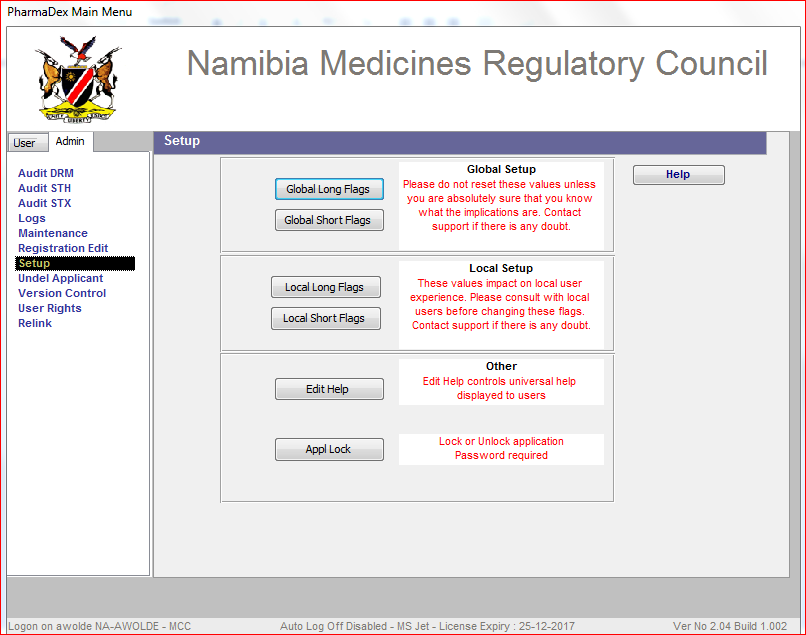 PharmaDex Main Menu
Namibia Medicines Regulatory Council
User
Admin
Setup
Audit DRM
Audit STH
Audit STX
Logs
Maintenance
Registration Edit
Setup
Undel Applicant
Version Control
User Rights
Relink
Global Long Flags
Global Short Flags
Global Setup
Please do not reset these values unless
you are absolutely sure that you know
what the implications are. Contact
support if there is any doubt.
Help
Local Long Flags
Local Short Flags
Local Setup
These values impact on local user
experience. Please consult with local
users before changing these flags.
Contact support if there is any doubt.
Edit Help
Other
Edit Help controls universal help
displayed to users
Appl Lock
Lock or Unlock application
Password required
Logon on awolde NA-AWOLDE - MCC
Auto Log Off Disabled - MS Jet - License Expiry : 25-12-2017
Ver No 2.04 Build 1.002